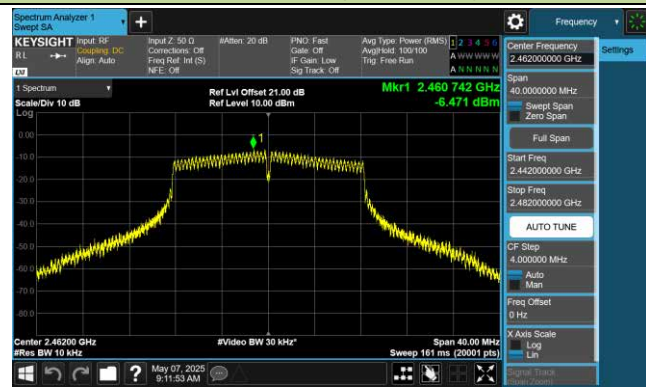 Spectrum Analyzer 1
Swept SA
+
Frequency
KEYSIGHT
RL
Input: RF
Coupling: DC
Align: Auto
Input Z: 50 Ω
Corrections: Off
Freq Ref: Int (S)
NFE: Off
#Atten: 20 dB
PNO: Fast
Gate: Off
IF Gain: Low
Sig Track: Off
Avg Type: Power (RMS)
Avg|Hold: 100/100
Trig: Free Run
1 2 3 4 5 6
A W W W W W
A N N N N N
LXI
1 Spectrum
Scale/Div 10 dB
Log
Ref Lvl Offset 21.00 dB
Ref Level 10.00 dBm
Mkr1 2.460 742 GHz
-6.471 dBm
1
0.00
-10.0
-20.0
-30.0
-40.0
-50.0
-60.0
-70.0
-80.0
Center 2.46200 GHz
#Res BW 10 kHz
#Video BW 30 kHz*
Span 40.00 MHz
Sweep 161 ms (20001 pts)
May 07, 2025
9:11:53 AM
?
Center Frequency
2.462000000 GHz
Span
40.0000000 MHz
Swept Span
Zero Span
Full Span
Start Freq
2.442000000 GHz
Stop Freq
2.482000000 GHz
AUTO TUNE
CF Step
4.000000 MHz
Auto
Man
Freq Offset
0 Hz
X Axis Scale
Log
Lin
Signal Track
(Span Zoom)
Settings